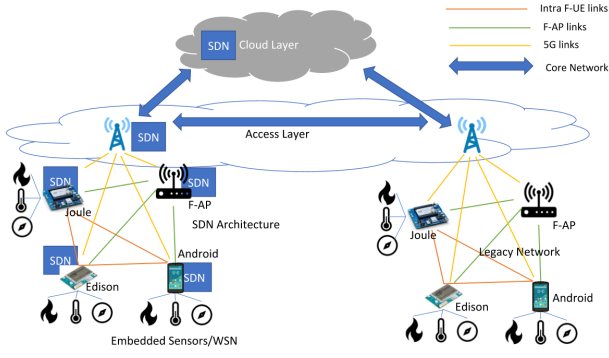 Intra F-UE links
F-AP links
5G links
Core Network
SDN
Cloud Layer
SDN
Access Layer
SDN
Joule
SDN
F-AP
SDN Architecture
SDN
Edison
Android
SDN
Embedded Sensors/WSN
Joule
F-AP
Legacy Network
Edison
Android